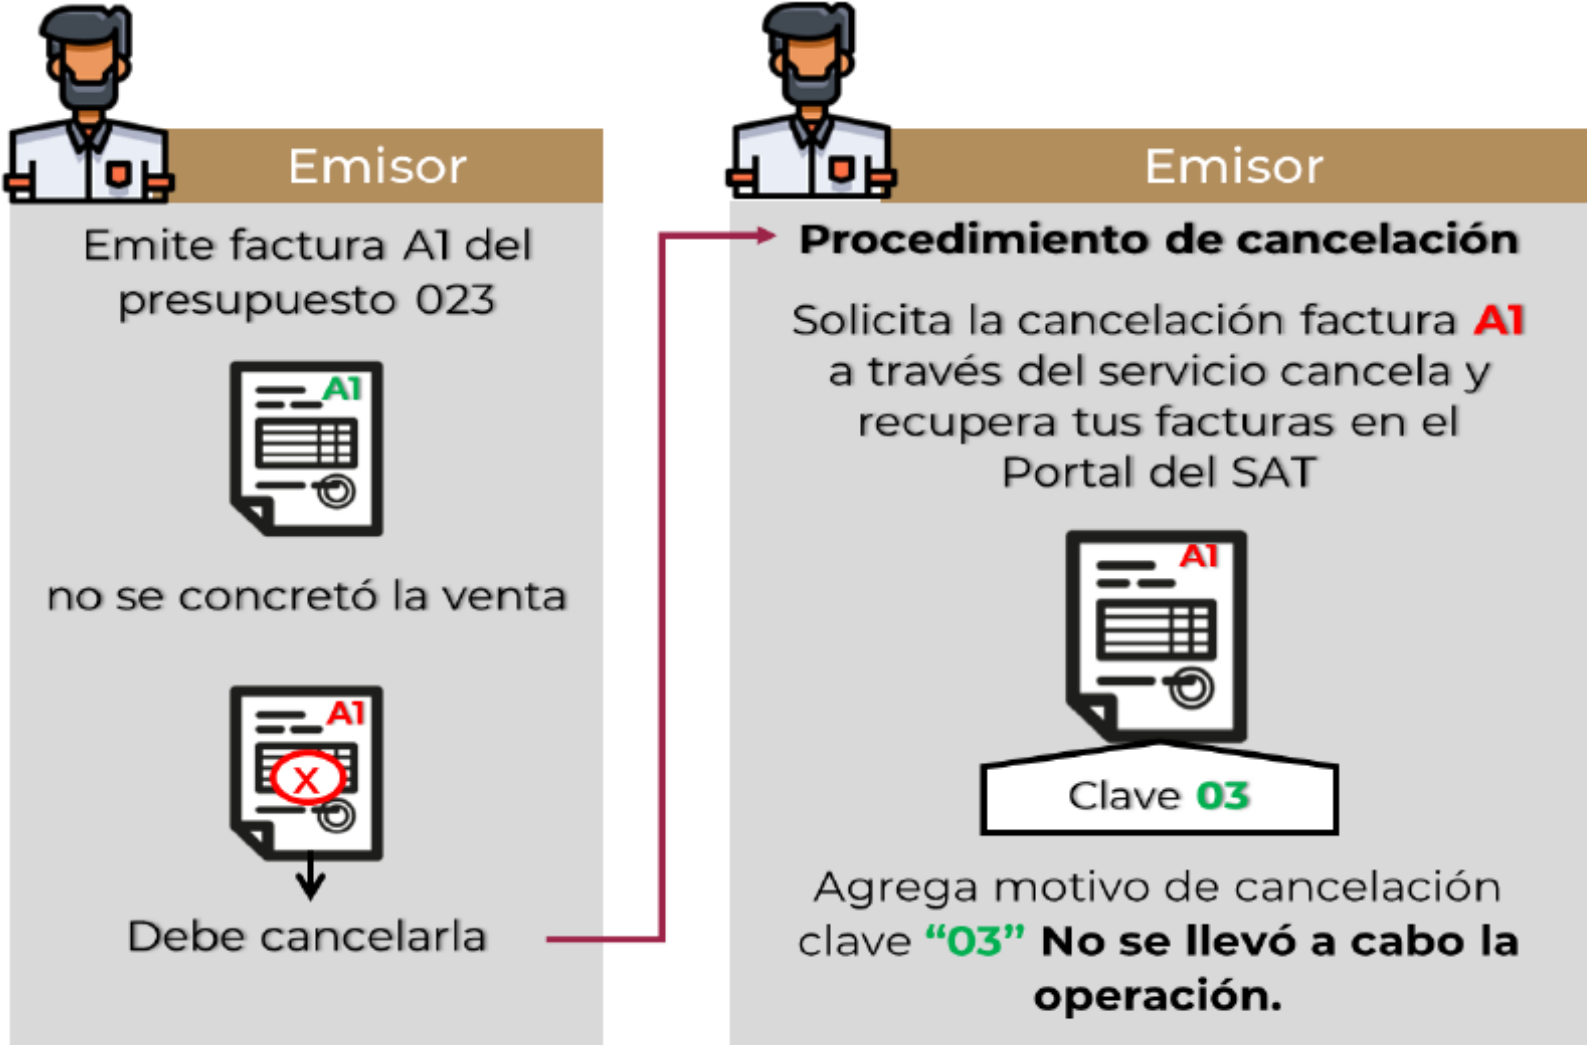 Emisor
Emite factura A1 del
presupuesto 023
A1
no se concretó la venta
A1
X
Debe cancelarla
Emisor
Procedimiento de cancelación
Solicita la cancelación factura A1
a través del servicio cancela y
recupera tus facturas en el
Portal del SAT
A1
Clave 03
Agrega motivo de cancelación
clave “03” No se llevó a cabo la
operación.